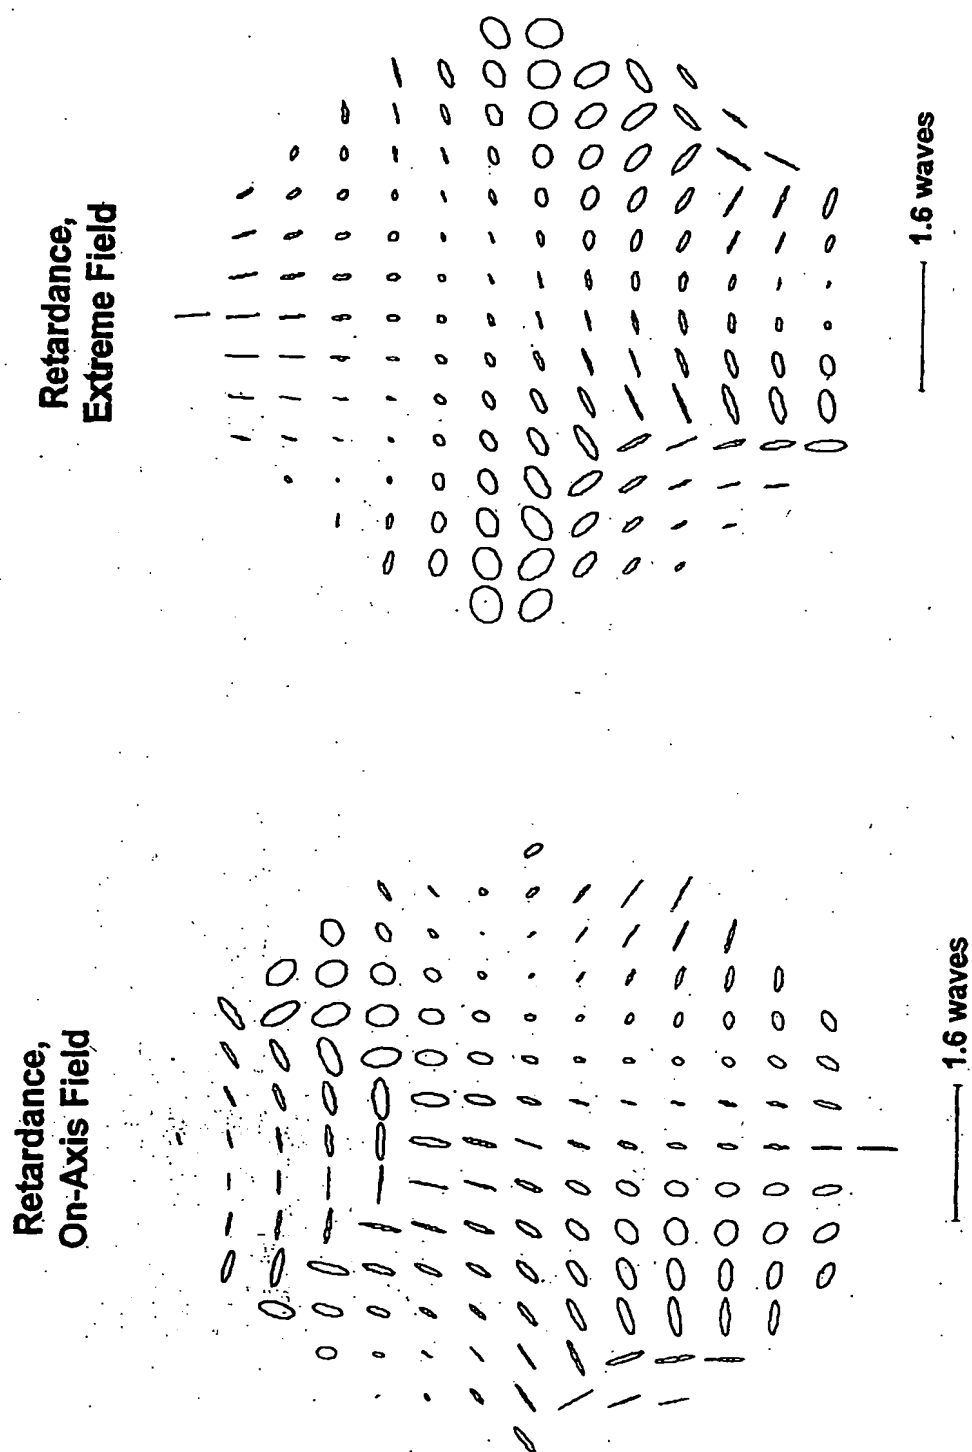 Retardance,
On-Axis Field
1.6 waves
Retardance,
Extreme Field
1.6 waves